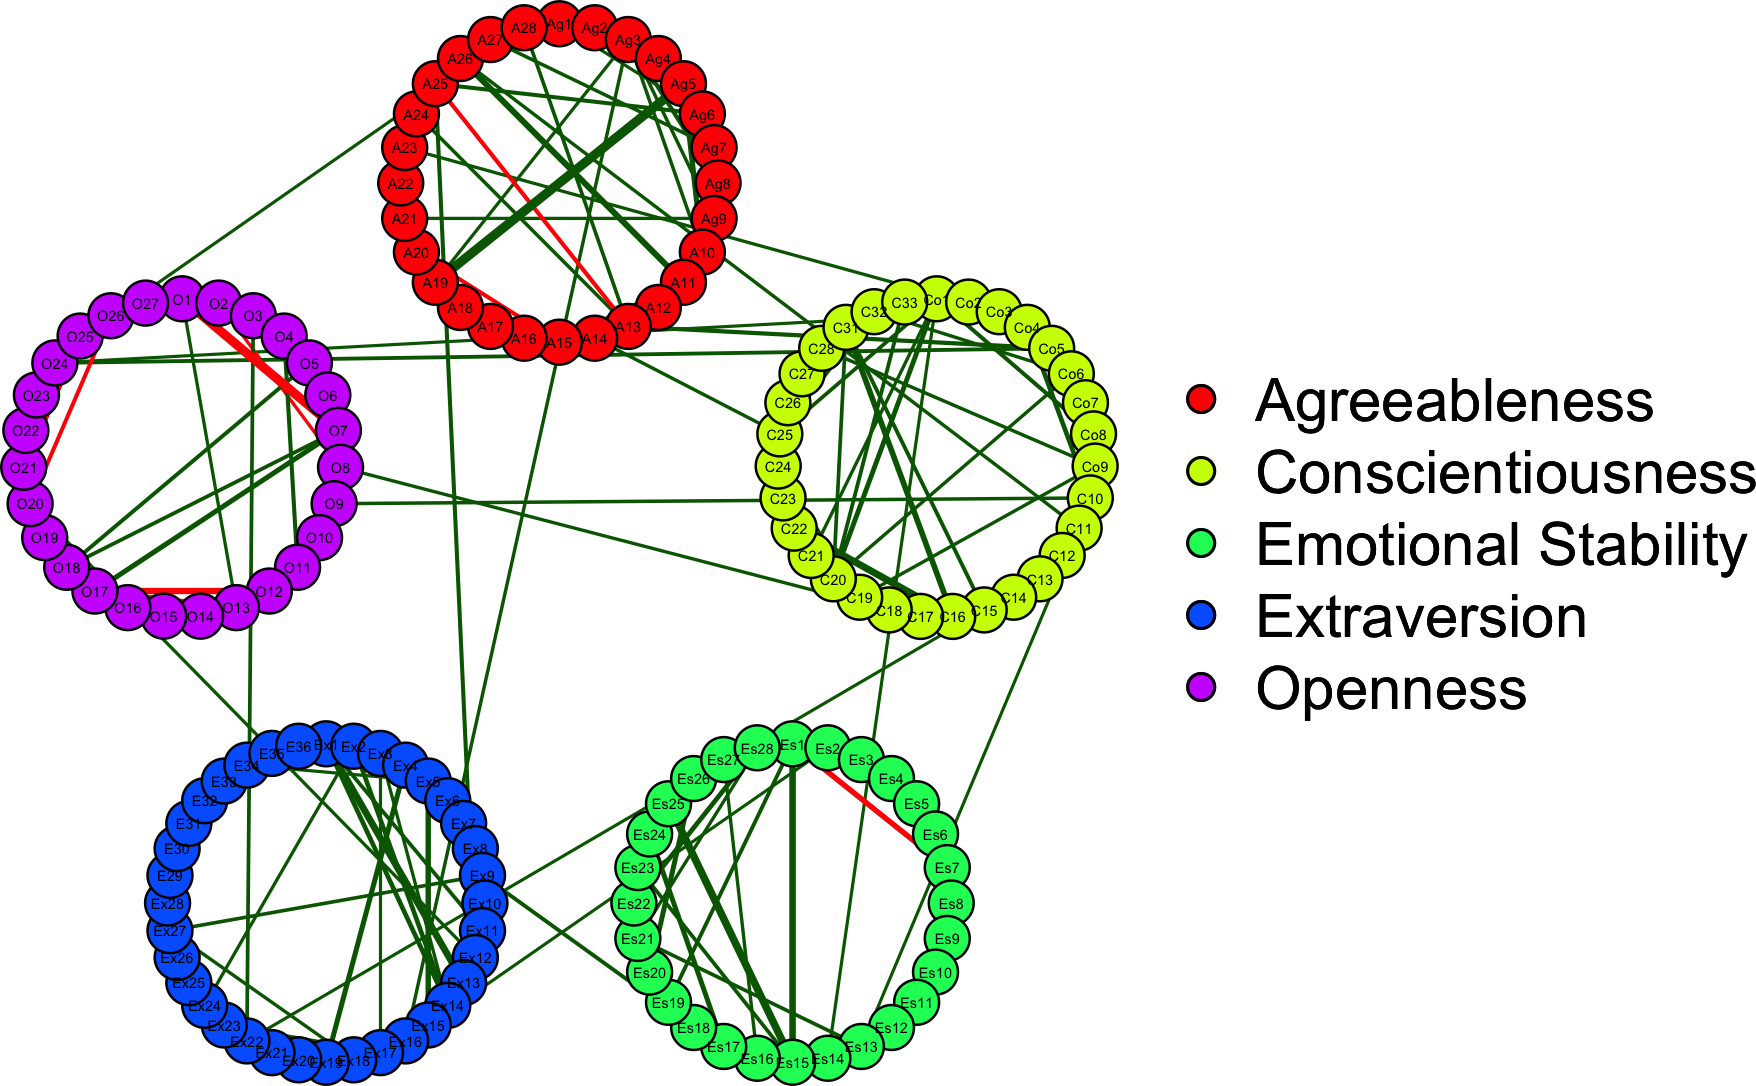 Ag1
Ag2
Ag3
Ag4
Ag5
Ag6
Ag7
Ag8
Ag9
A10
A11
A12
A13
A14
A15
A16
A17
A18
A19
A20
A21
A22
A23
A24
A25
A26
A27
A28
Co1
Co2
Co3
Co4
Co5
Co6
Co7
Co8
Co9
C10
C11
C12
C13
C14
C15
C16
C17
C18
C19
C20
C21
C22
C23
C24
C25
C26
C27
C28
C31
C32
C33
Es1
Es2
Es3
Es4
Es5
Es6
Es7
Es8
Es9
Es10
Es11
Es12
Es13
Es14
Es15
Es16
Es17
Es18
Es19
Es20
Es21
Es22
Es23
Es24
Es25
Es26
Es27
Es28
Ex1
Ex2
Ex3
Ex4
Ex5
Ex6
Ex7
Ex8
Ex9
Ex10
Ex11
Ex12
Ex13
Ex14
Ex15
Ex16
Ex17
Ex18
Ex19
Ex20
Ex21
Ex22
Ex23
Ex24
Ex25
Ex26
Ex27
Ex28
E29
E30
E31
E32
E33
E34
E35
E36
O1
O2
O3
O4
O5
O6
O7
O8
O9
O10
O11
O12
O13
O14
O15
O16
O17
O18
O19
O20
O21
O22
O23
O24
O25
O26
O27
Agreeableness
Conscientiousness
Emotional Stability
Extraversion
Openness